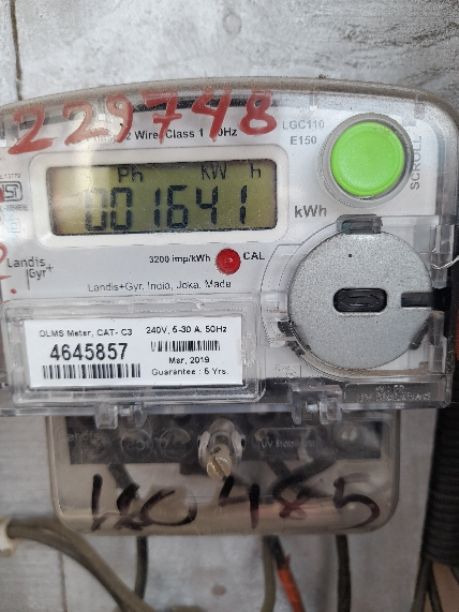 229748
2 Wire Class 1 50Hz
LGC110
E150
SCROLL
Ph KW h
001641
kWh
3200 imp/kWh
CAL
Landis
Gyr+
Landis+Gyr, India, Joka, Made
DLMS Meter, CAT- C3
240V, 5-30 A, 50Hz
4645857
Mar, 2019
Guarantee : 5 Yrs.